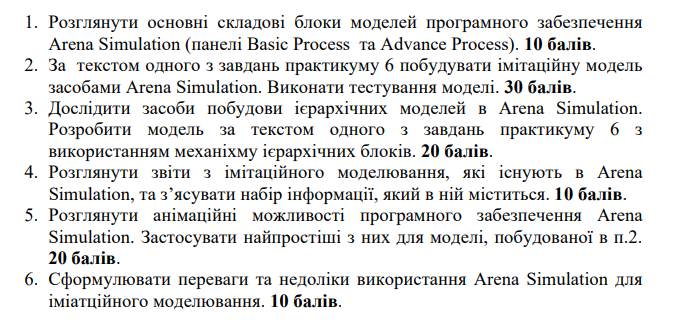 1. Розглянути основні складові блоки моделей програмного забезпечення
Arena Simulation (панелі Basic Process та Advance Process). 10 балів.
2. За текстом одного з завдань практикуму 6 побудувати імітаційну модель
засобами Arena Simulation. Виконати тестування моделі. 30 балів.
3. Дослідити засоби побудови ієрархічних моделей в Arena Simulation.
Розробити модель за текстом одного з завдань практикуму 6 з
використанням механіхму ієрархічних блоків. 20 балів.
4. Розглянути звіти з імітаційного моделювання, які існують в Arena
Simulation, та з’ясувати набір інформації, який в ній міститься. 10 балів.
5. Розглянути анімаційні можливості програмного забезпечення Arena
Simulation. Застосувати найпростіші з них для моделі, побудованої в п.2.
20 балів.
6. Сформулювати переваги та недоліки використання Arena Simulation для
іміатційного моделювання. 10 балів.